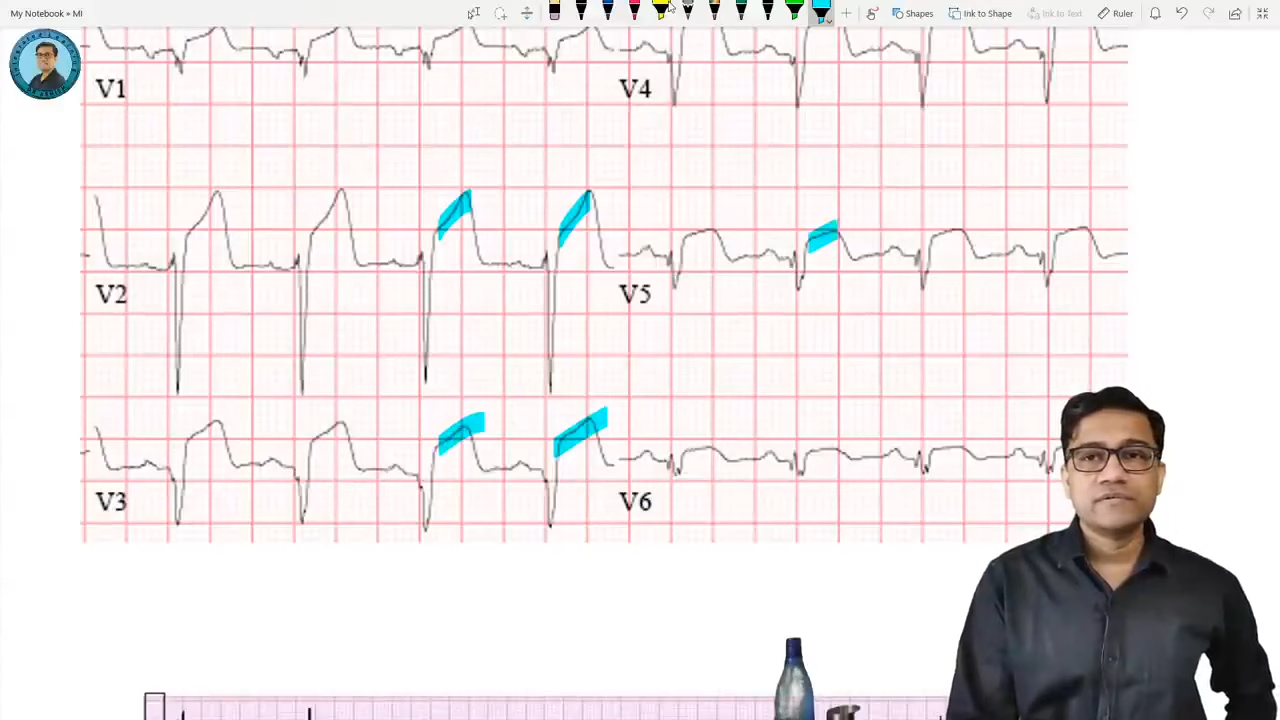 My Notebook » MI
Shapes
Ink to Shape
Ink to Text
Ruler
V1
V4
V2
V5
V3
V6